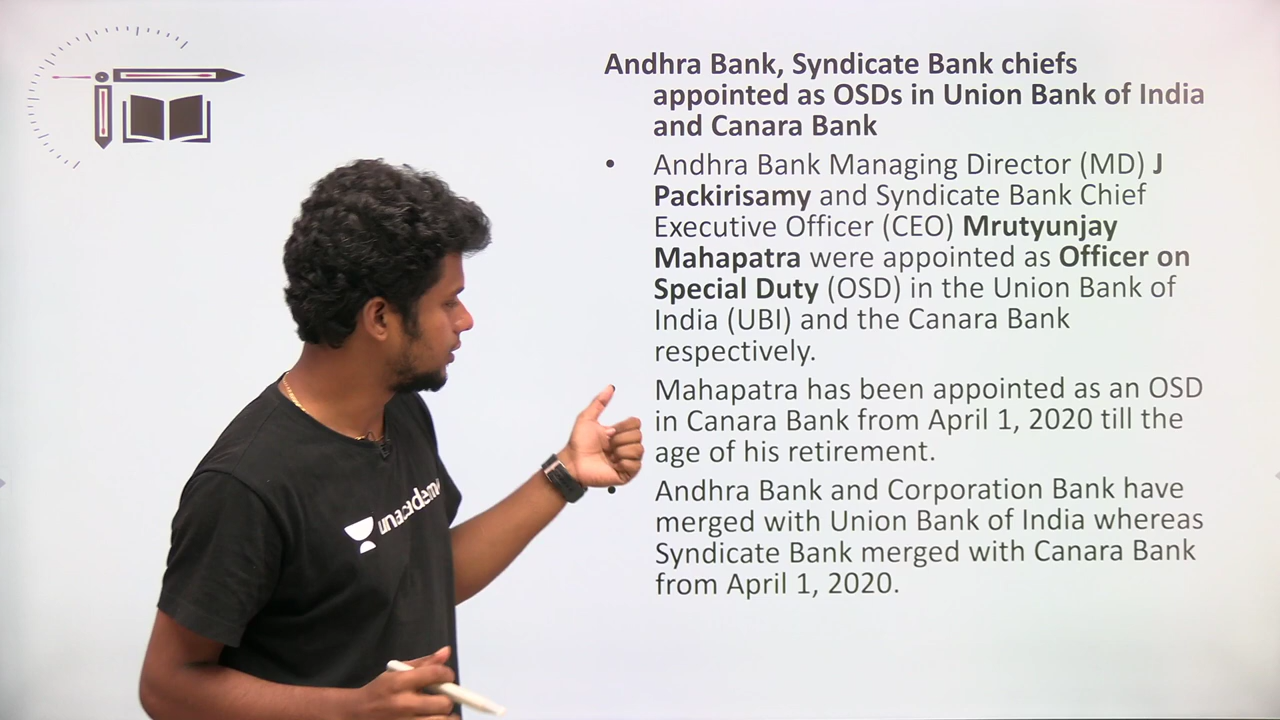 Andhra Bank, Syndicate Bank chiefs
appointed as OSDs in Union Bank of India
and Canara Bank
• Andhra Bank Managing Director (MD) J
Packirisamy and Syndicate Bank Chief
Executive Officer (CEO) Mrutyunjay
Mahapatra were appointed as Officer on
Special Duty (OSD) in the Union Bank of
India (UBI) and the Canara Bank
respectively.
Mahapatra has been appointed as an OSD
in Canara Bank from April 1, 2020 till the
age of his retirement.
• Andhra Bank and Corporation Bank have
merged with Union Bank of India whereas
Syndicate Bank merged with Canara Bank
from April 1, 2020.
unacademy